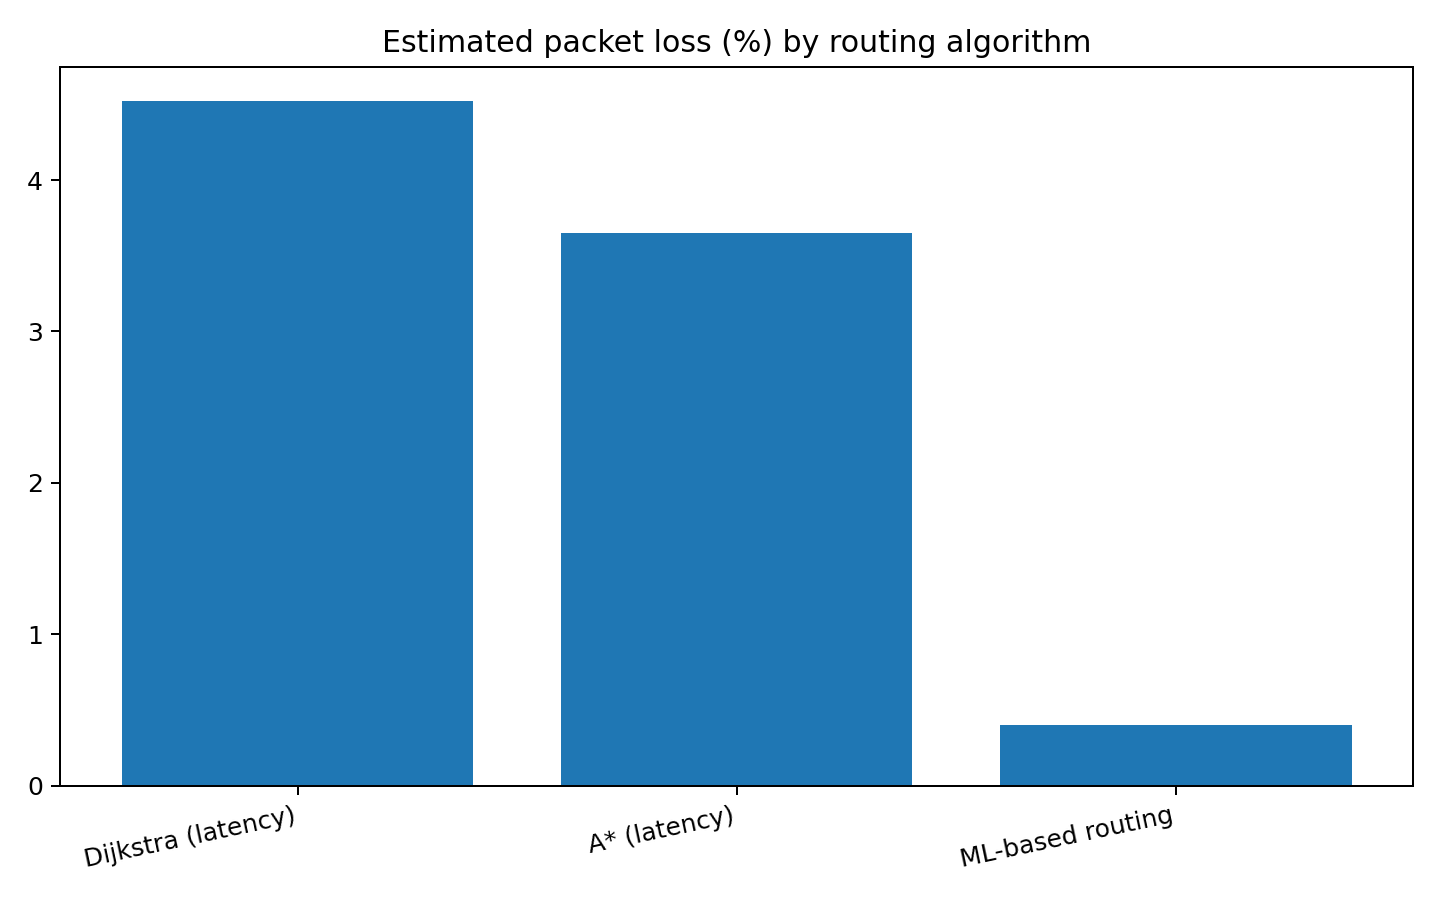 Estimated packet loss (%) by routing algorithm
4
3
2
1
0
Dijkstra (latency)
A* (latency)
ML-based routing